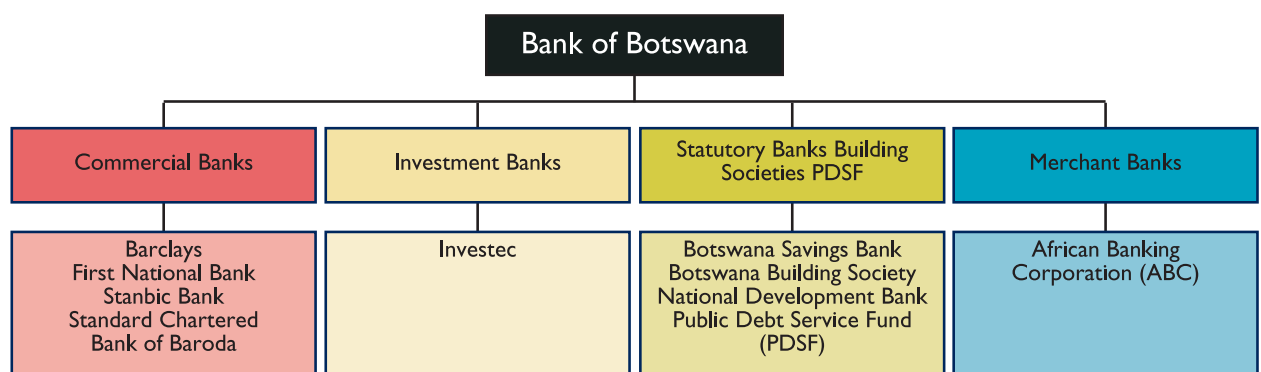 Bank of Botswana
Commercial Banks
Investment Banks
Statutory Banks Building
Societies PDSF
Merchant Banks
Barclays
First National Bank
Stanbic Bank
Standard Chartered
Bank of Baroda
Investec
Botswana Savings Bank
Botswana Building Society
National Development Bank
Public Debt Service Fund
(PDSF)
African Banking
Corporation (ABC)